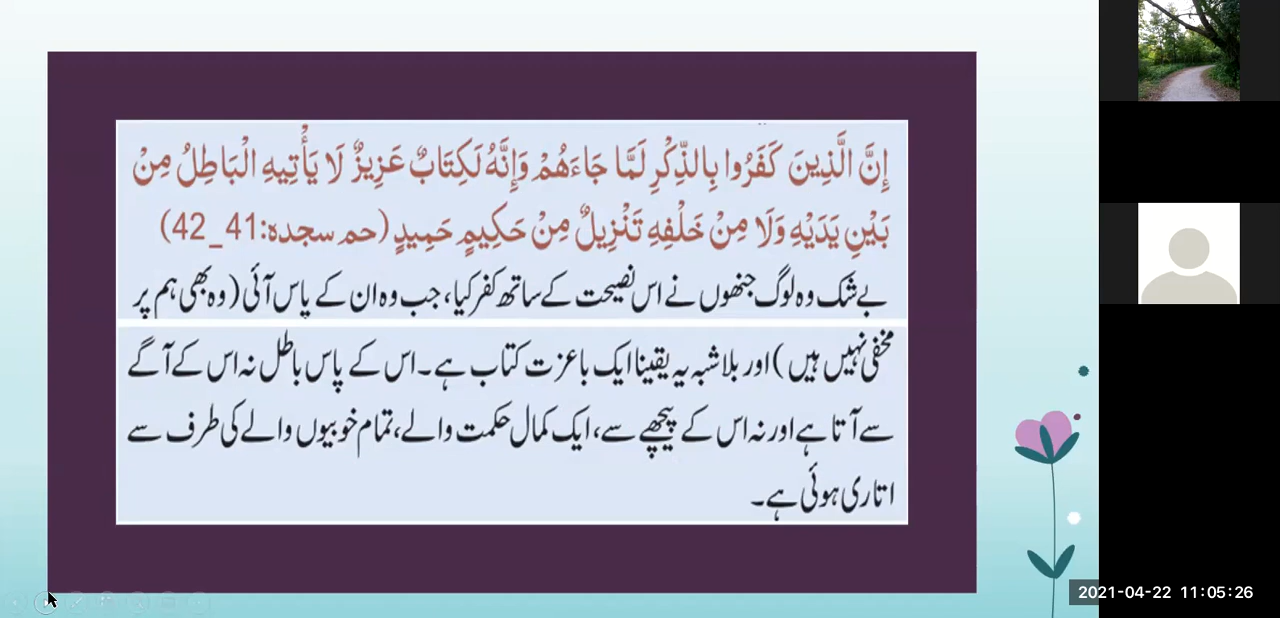 إِنَّ الَّذِينَ كَفَرُوا بِالذِّكْرِ لَمَّا جَاءَهُمْ وَإِنَّهُ لَكِتَابٌ عَزِيزٌ لَا يَأْتِيهِ الْبَاطِلُ مِنْ
بَيْنِ يَدَيْهِ وَلَا مِنْ خَلْفِهِ تَنْزِيلٌ مِنْ حَكِيمٍ حَمِيدٍ (حم سجدہ:41_42)
بے شک وہ لوگ جنھوں نے اس نصیحت کے ساتھ کفر کیا، جب وہ ان کے پاس آئی (وہ بھی ہم پر
مخفی نہیں ہیں) اور بلاشبہ یہ یقینا ایک باعزت کتاب ہے۔ اس کے پاس باطل نہ اس کے آگے
سے آتا ہے اور نہ اس کے پیچھے سے، ایک کمال حکمت والے، تمام خوبیوں والے کی طرف سے
اتاری ہوئی ہے۔
2021-04-22 11:05:26